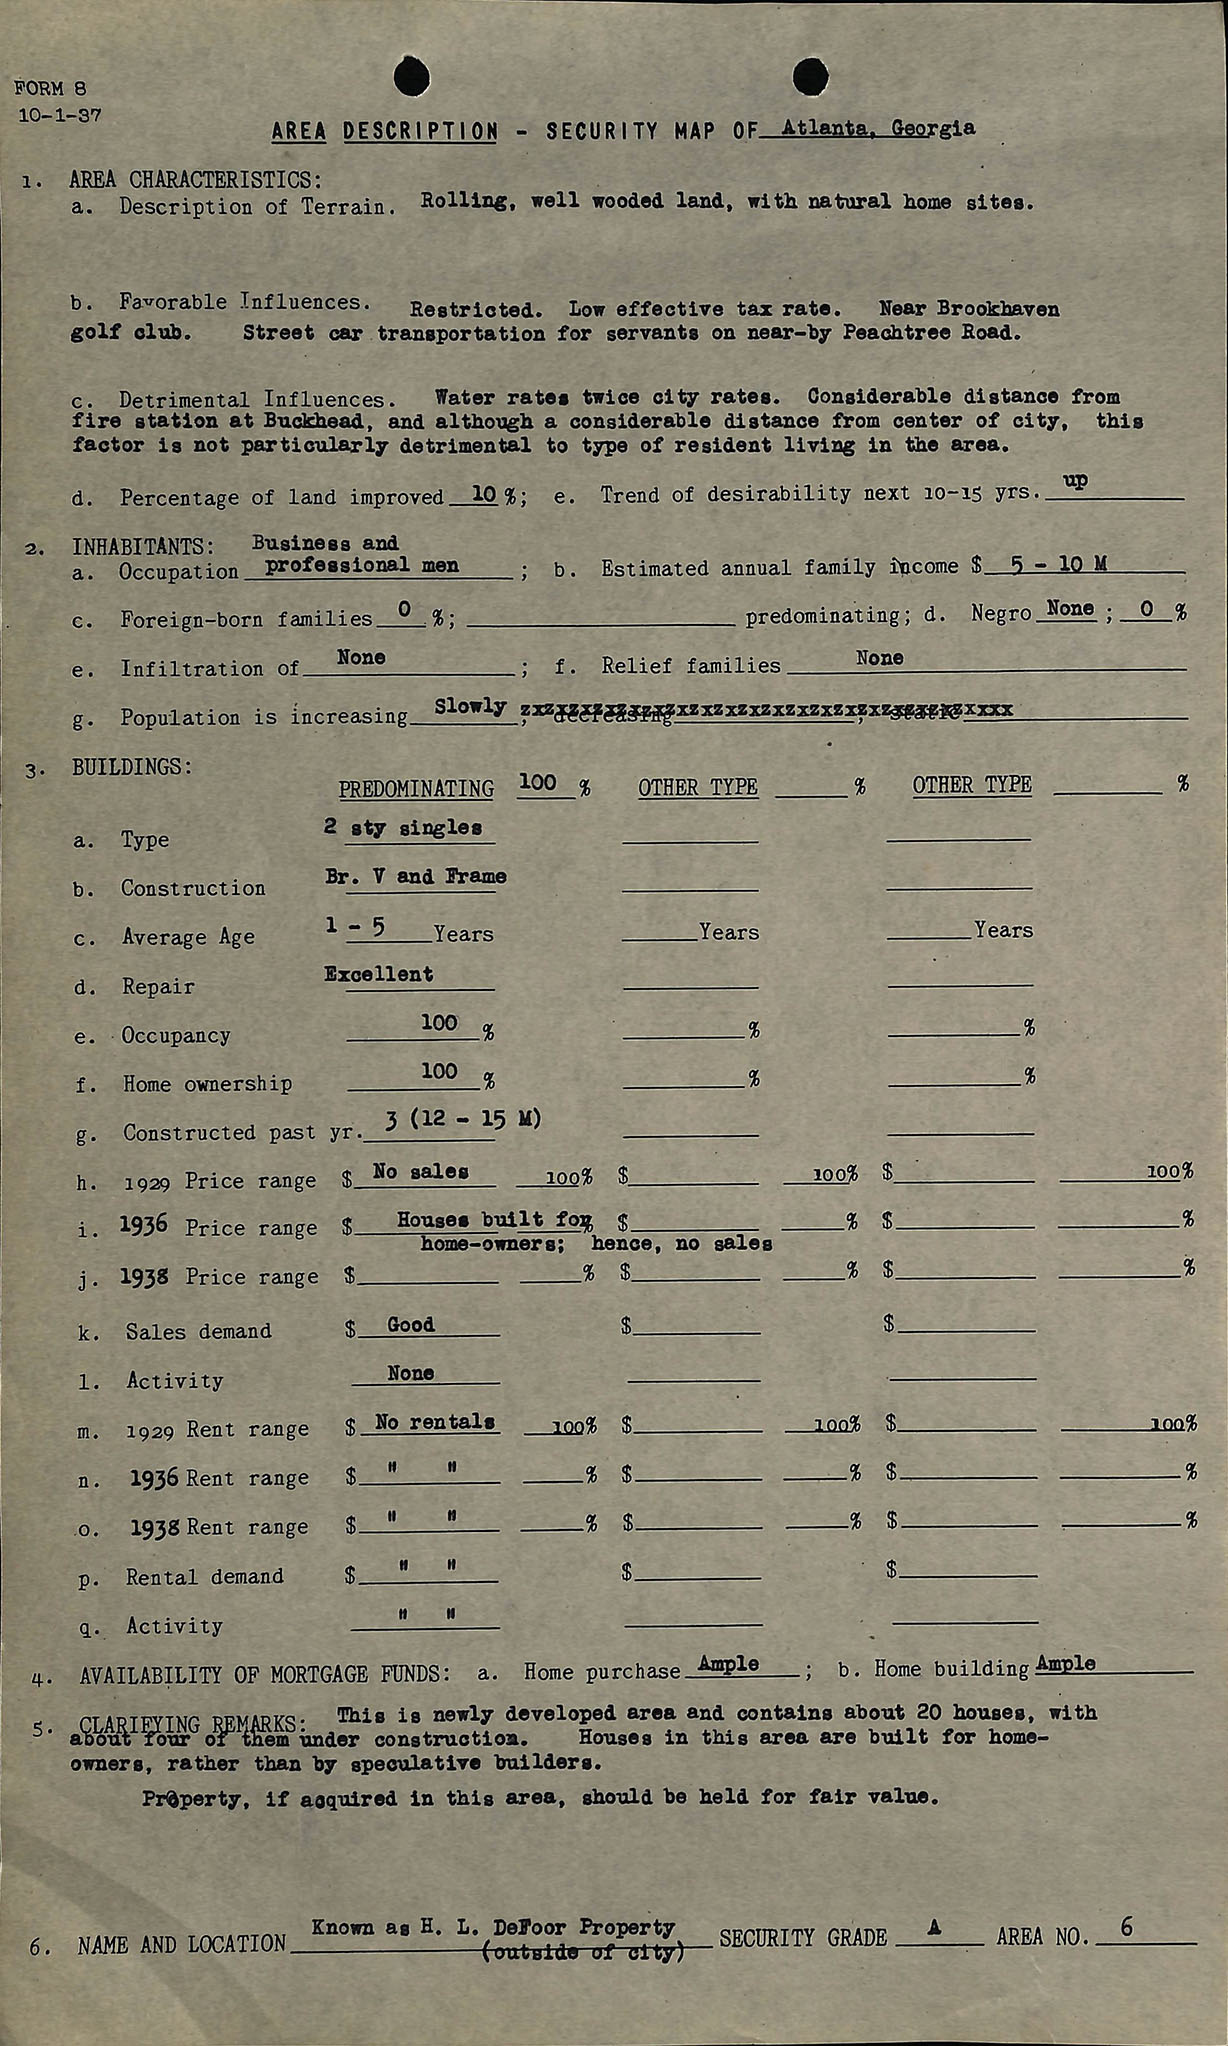 FORM 8
10-1-37
AREA DESCRIPTION - SECURITY MAP OF Atlanta, Georgia
1. AREA CHARACTERISTICS:
a. Description of Terrain. Rolling, well wooded land, with natural home sites.
b. Favorable Influences. Restricted. Low effective tax rate. Near Brookhaven
golf club. Street car transportation for servants on near-by Peachtree Road.
c. Detrimental Influences. Water rates twice city rates. Considerable distance from
fire station at Buckhead, and although a considerable distance from center of city, this
factor is not particularly detrimental to type of resident living in the area.
d. Percentage of land improved 10 %; e. Trend of desirability next 10-15 yrs. up
2. INHABITANTS: Business and
a. Occupation professional men ; b. Estimated annual family income $ 5 - 10 M
c. Foreign-born families 0 %; predominating; d. Negro None ; 0 %
e. Infiltration of None ; f. Relief families None
g. Population is increasing Slowly ; decreasing ; static
3. BUILDINGS:
PREDOMINATING 100 % OTHER TYPE % OTHER TYPE %
a. Type 2 sty singles
b. Construction Br. V and Frame
c. Average Age 1 - 5 Years Years Years
d. Repair Excellent
e. Occupancy 100 % % %
f. Home ownership 100 % % %
g. Constructed past yr. 3 (12 - 15 M)
h. 1929 Price range $ No sales 100% $ 100% $ 100%
i. 1936 Price range $ Houses built for % $ % $ %
home-owners; hence, no sales
j. 1938 Price range $ % $ % $ %
k. Sales demand $ Good $ $
l. Activity None
m. 1929 Rent range $ No rentals 100% $ 100% $ 100%
n. 1936 Rent range $ " " % $ % $ %
o. 1938 Rent range $ " " % $ % $ %
p. Rental demand $ " " $ $
q. Activity " "
4. AVAILABILITY OF MORTGAGE FUNDS: a. Home purchase Ample ; b. Home building Ample
5. CLARIFYING REMARKS: This is newly developed area and contains about 20 houses, with
about four of them under construction. Houses in this area are built for home-
owners, rather than by speculative builders.
Property, if acquired in this area, should be held for fair value.
6. NAME AND LOCATION Known as H. L. DeFoor Property SECURITY GRADE A AREA NO. 6
(outside of city)